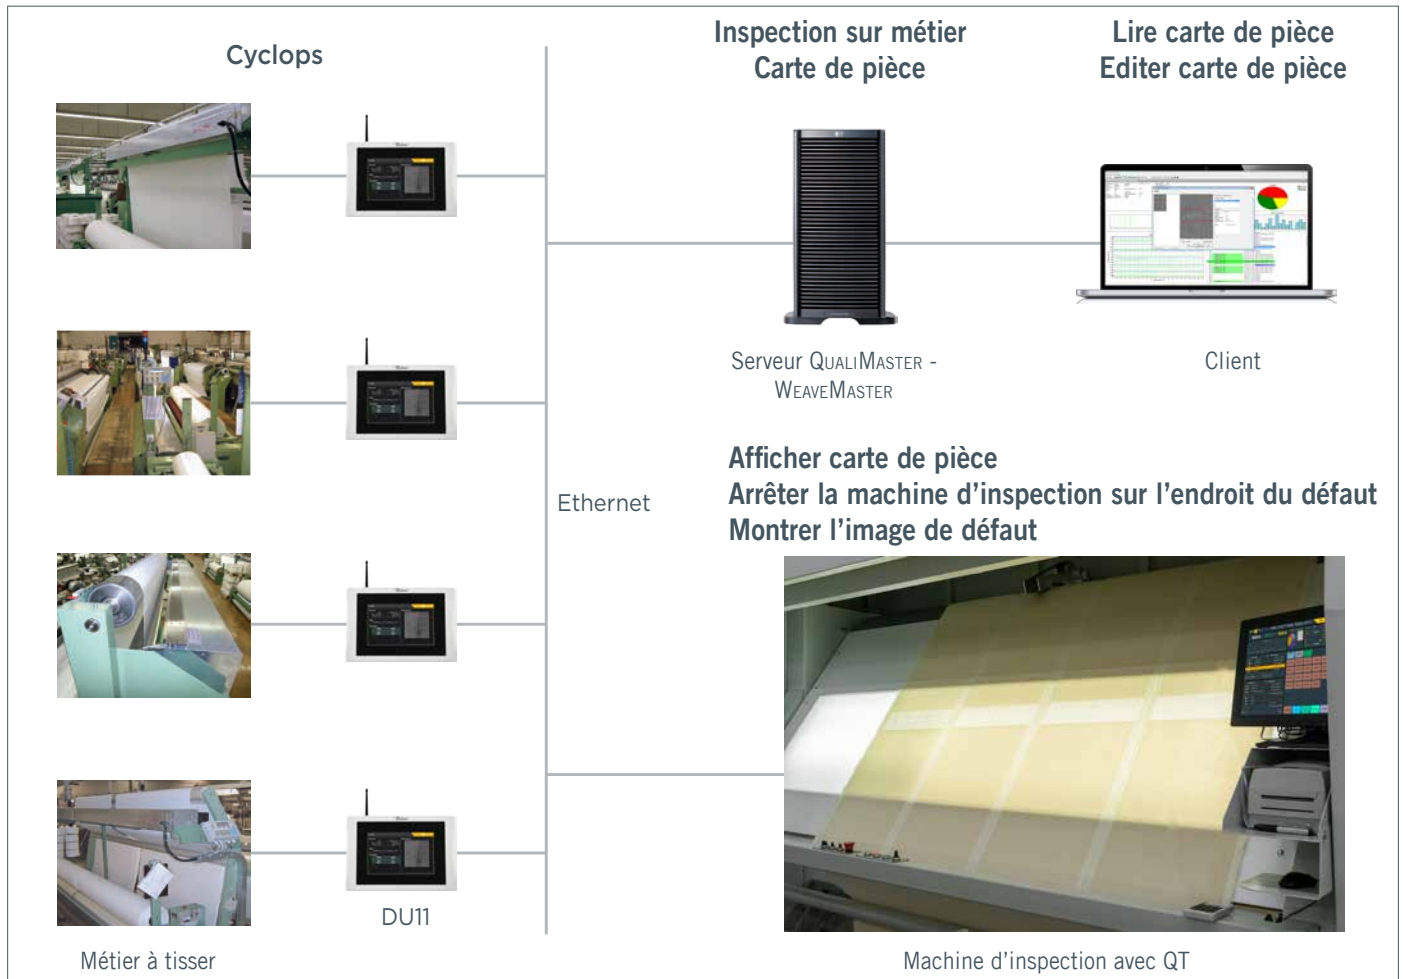 Cyclops
Inspection sur métier
Carte de pièce
Lire carte de pièce
Editer carte de pièce
Serveur QUALIMASTER -
WEAVEMASTER
Client
Ethernet
Afficher carte de pièce
Arrêter la machine d’inspection sur l’endroit du défaut
Montrer l’image de défaut
DU11
Métier à tisser
Machine d’inspection avec QT